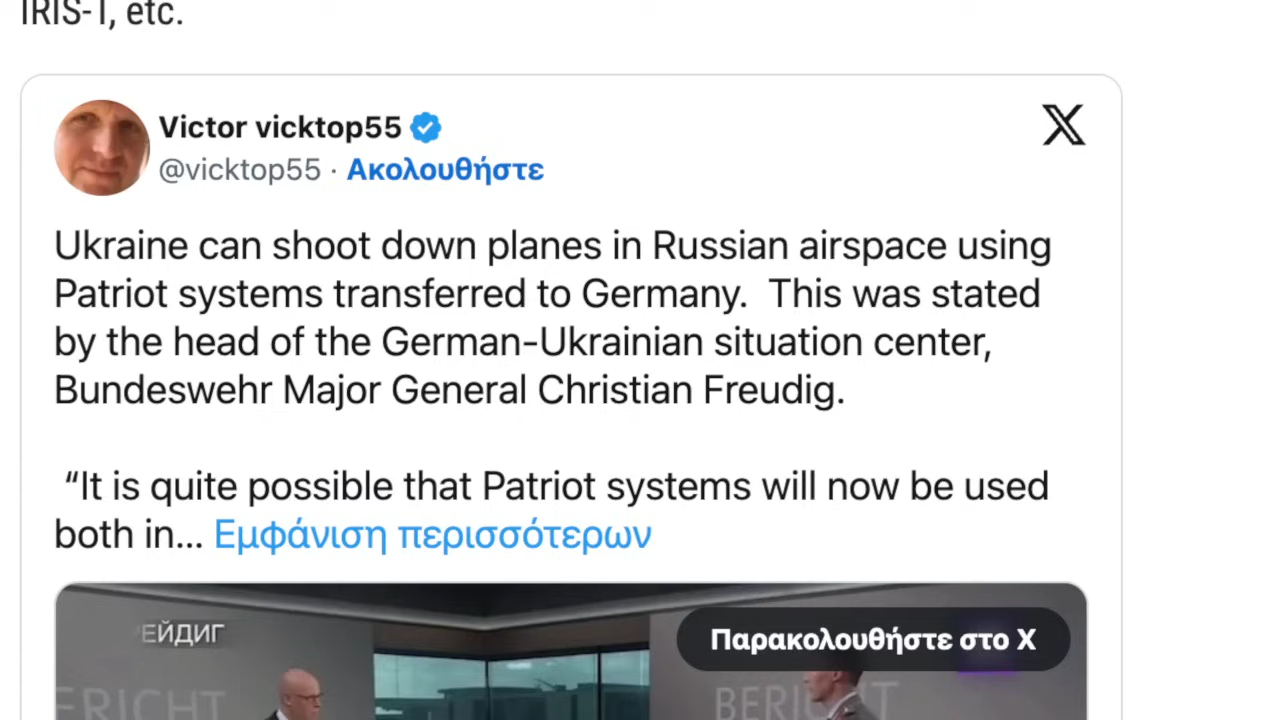 IRIS-T, etc.
Victor vicktop55
@vicktop55 · Ακολουθήστε
Ukraine can shoot down planes in Russian airspace using
Patriot systems transferred to Germany.  This was stated
by the head of the German-Ukrainian situation center,
Bundeswehr Major General Christian Freudig.
“It is quite possible that Patriot systems will now be used
both in... Εμφάνιση περισσότερων
ЕЙДИГ
Παρακολουθήστε στο X
BERICHT